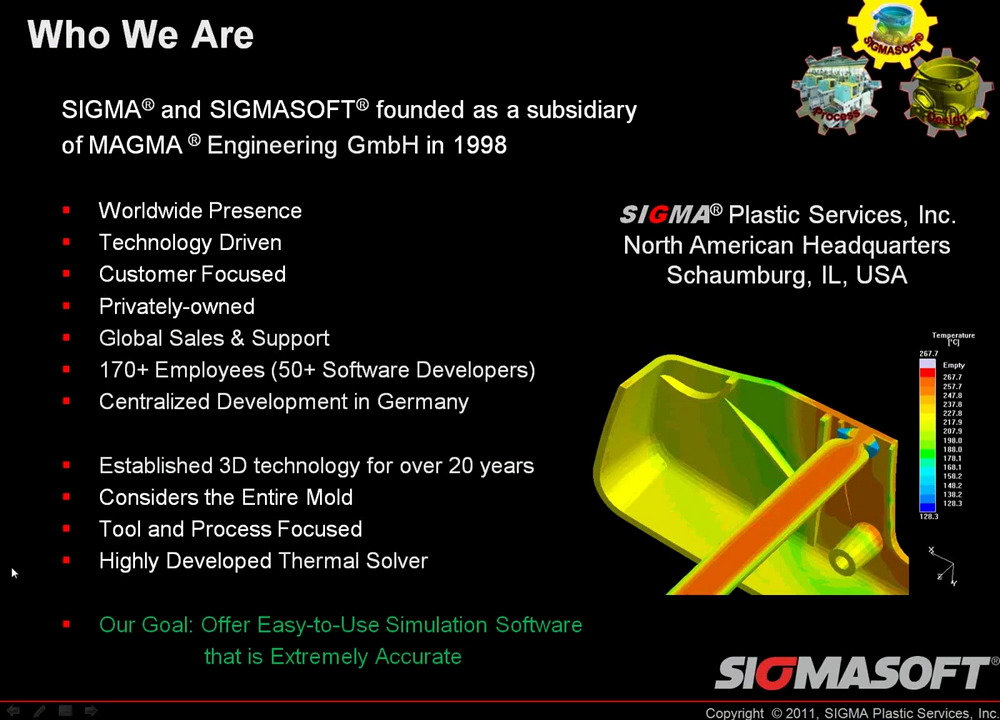 Who We Are
SIGMASOFT®
Process
Design
SIGMA® and SIGMASOFT® founded as a subsidiary
of MAGMA ® Engineering GmbH in 1998
Worldwide Presence
Technology Driven
Customer Focused
Privately-owned
Global Sales & Support
170+ Employees (50+ Software Developers)
Centralized Development in Germany
Established 3D technology for over 20 years
Considers the Entire Mold
Tool and Process Focused
Highly Developed Thermal Solver
Our Goal: Offer Easy-to-Use Simulation Software
that is Extremely Accurate
SIGMA® Plastic Services, Inc.
North American Headquarters
Schaumburg, IL, USA
Temperature
[°C]
267.7
Empty
267.7
257.7
247.8
237.8
227.8
217.9
207.9
198.0
188.0
178.1
168.1
158.2
148.2
138.2
128.3
128.3
X
Z
Y
SIGMASOFT®
Copyright © 2011, SIGMA Plastic Services, Inc.